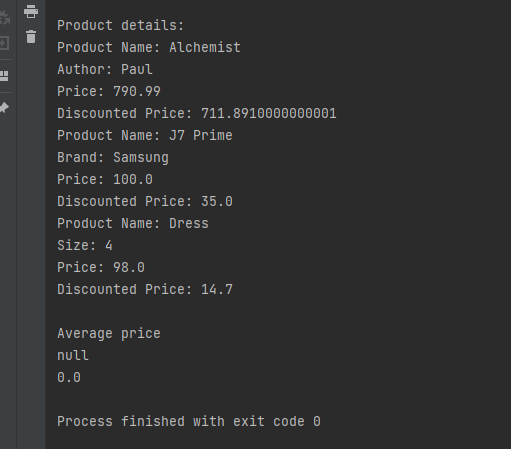 Product details:
Product Name: Alchemist
Author: Paul
Price: 790.99
Discounted Price: 711.8910000000001
Product Name: J7 Prime
Brand: Samsung
Price: 100.0
Discounted Price: 35.0
Product Name: Dress
Size: 4
Price: 98.0
Discounted Price: 14.7
Average price
null
0.0
Process finished with exit code 0